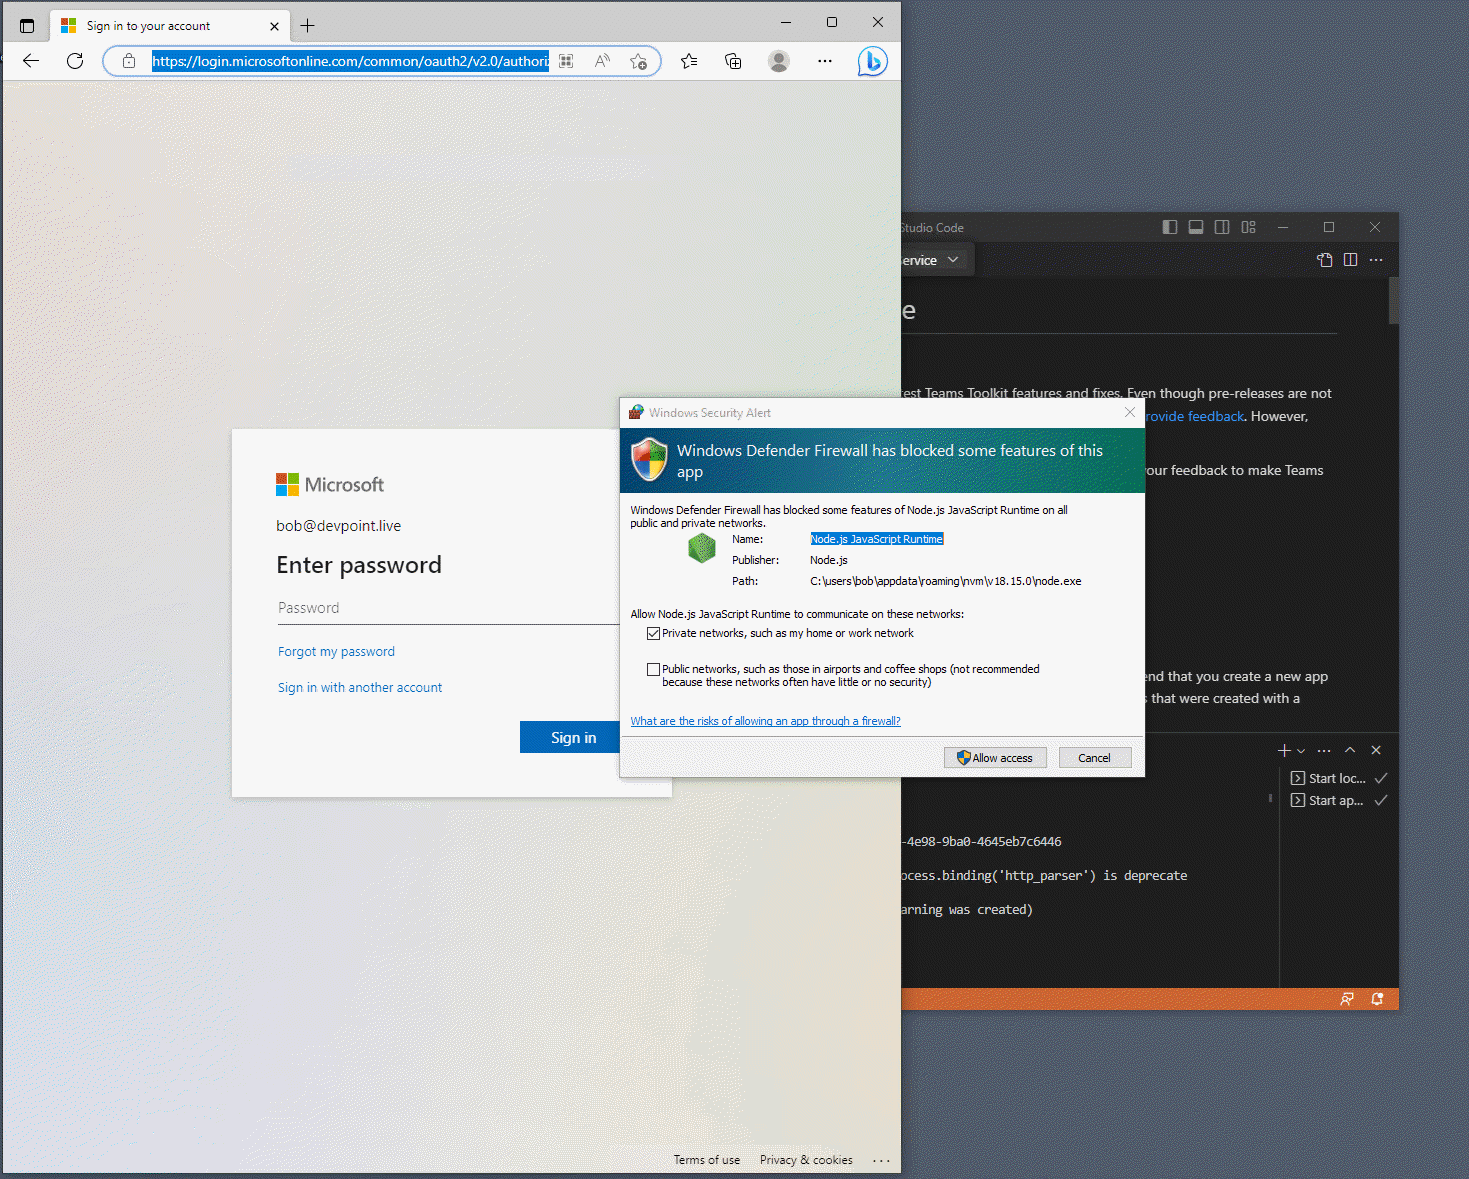 Sign in to your account
https://login.microsoftonline.com/common/oauth2/v2.0/authori
Microsoft
bob@devpoint.live
Enter password
Password
Forgot my password
Sign in with another account
Sign in
Terms of use Privacy & cookies
Windows Security Alert
Windows Defender Firewall has blocked some features of this
app
Windows Defender Firewall has blocked some features of Node.js JavaScript Runtime on all
public and private networks.
Name: Node.js JavaScript Runtime
Publisher: Node.js
Path: C:\users\bob\appdata\roaming\nvm\v18.15.0\node.exe
Allow Node.js JavaScript Runtime to communicate on these networks:
Private networks, such as my home or work network
Public networks, such as those in airports and coffee shops (not recommended
because these networks often have little or no security)
What are the risks of allowing an app through a firewall?
Allow access Cancel
Studio Code
ervice
e
test Teams Toolkit features and fixes. Even though pre-releases are not
rovide feedback. However,
our feedback to make Teams
end that you create a new app
s that were created with a
Start loc...
Start ap...
-4e98-9ba0-4645eb7c6446
ocess.binding('http_parser') is deprecate
arning was created)